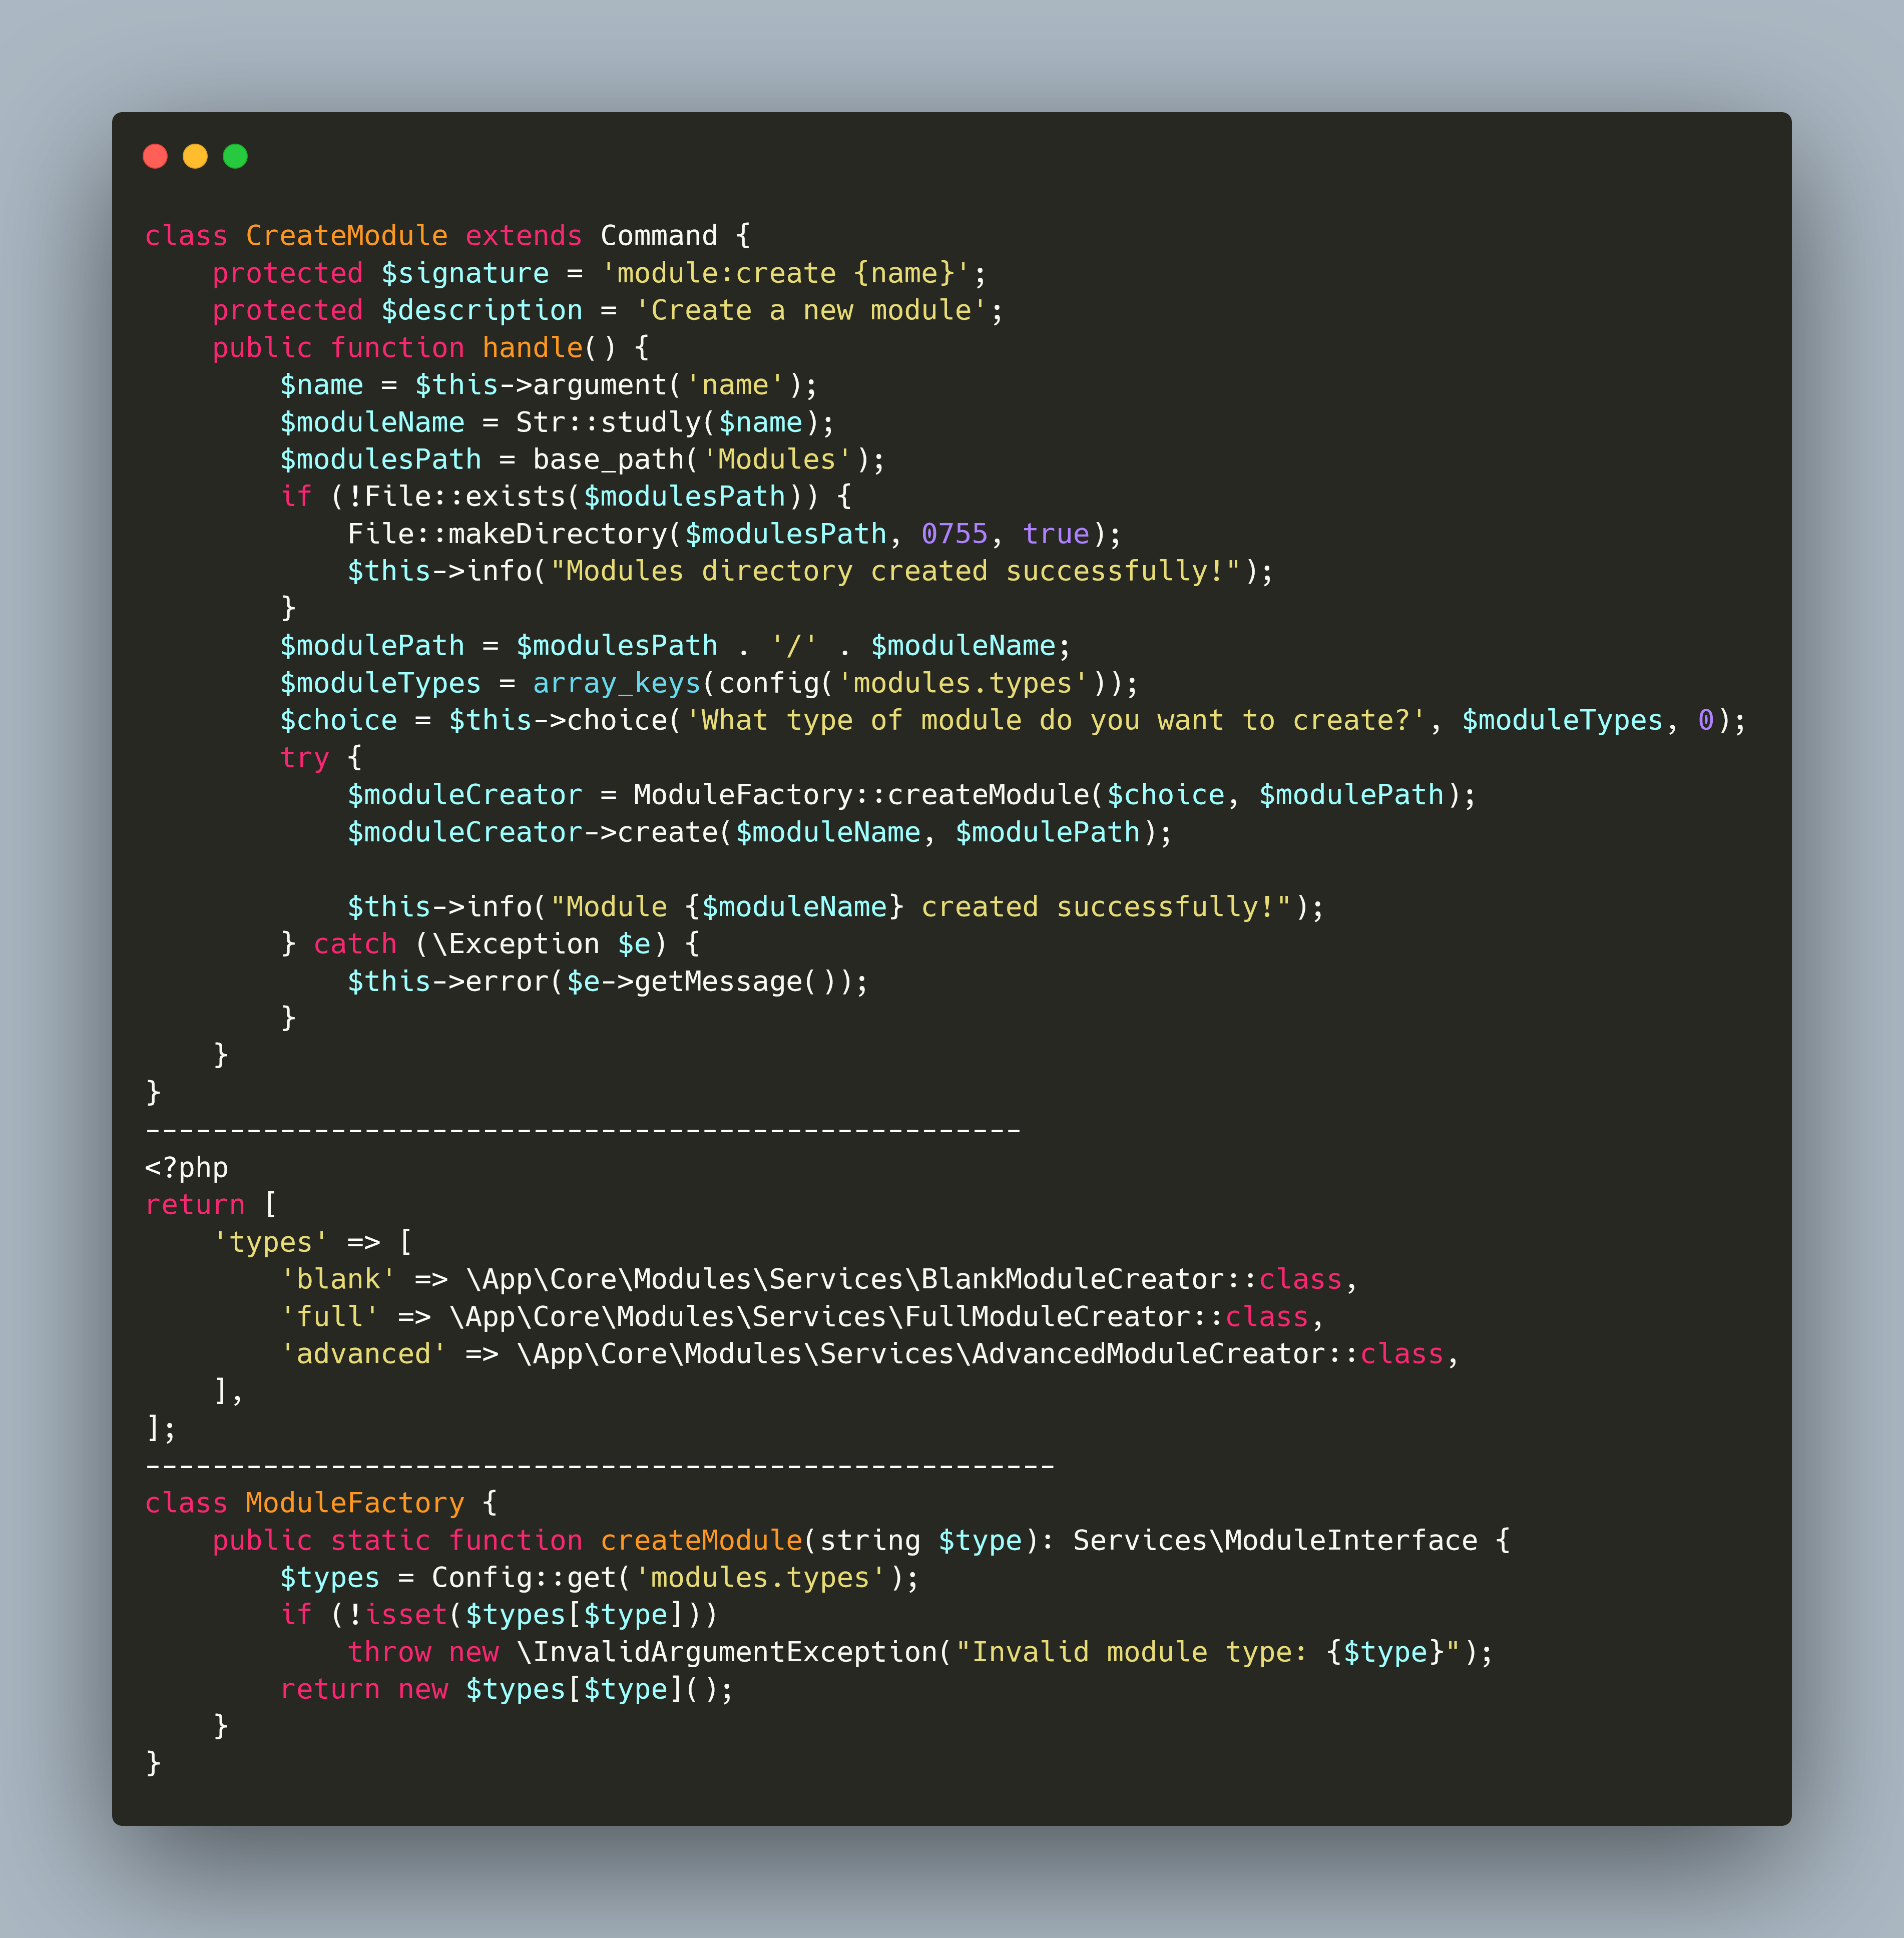 class CreateModule extends Command {
    protected $signature = 'module:create {name}';
    protected $description = 'Create a new module';
    public function handle() {
        $name = $this->argument('name');
        $moduleName = Str::studly($name);
        $modulesPath = base_path('Modules');
        if (!File::exists($modulesPath)) {
            File::makeDirectory($modulesPath, 0755, true);
            $this->info("Modules directory created successfully!");
        }
        $modulePath = $modulesPath . '/' . $moduleName;
        $moduleTypes = array_keys(config('modules.types'));
        $choice = $this->choice('What type of module do you want to create?', $moduleTypes, 0);
        try {
            $moduleCreator = ModuleFactory::createModule($choice, $modulePath);
            $moduleCreator->create($moduleName, $modulePath);

            $this->info("Module {$moduleName} created successfully!");
        } catch (\Exception $e) {
            $this->error($e->getMessage());
        }
    }
}
----------------------------------------------------
<?php
return [
    'types' => [
        'blank' => \App\Core\Modules\Services\BlankModuleCreator::class,
        'full' => \App\Core\Modules\Services\FullModuleCreator::class,
        'advanced' => \App\Core\Modules\Services\AdvancedModuleCreator::class,
    ],
];
------------------------------------------------------
class ModuleFactory {
    public static function createModule(string $type): Services\ModuleInterface {
        $types = Config::get('modules.types');
        if (!isset($types[$type]))
            throw new \InvalidArgumentException("Invalid module type: {$type}");
        return new $types[$type]();
    }
}